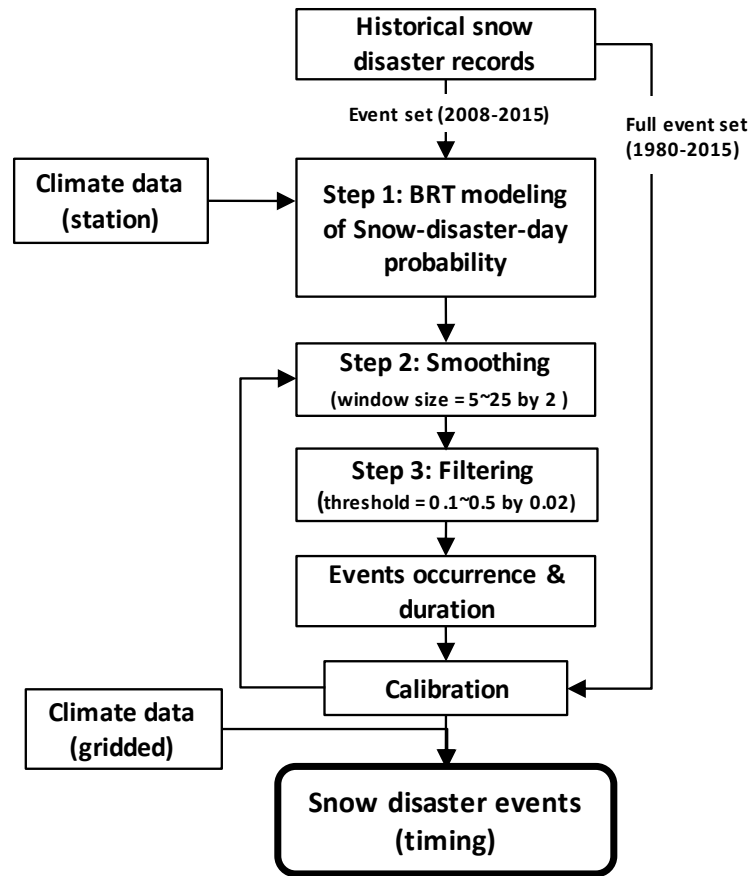 Historical snow
disaster records
Event set (2008-2015)
Full event set
(1980-2015)
Climate data
(station)
Step 1: BRT modeling
of Snow-disaster-day
probability
Step 2: Smoothing
(window size = 5~25 by 2 )
Step 3: Filtering
(threshold = 0.1~0.5 by 0.02)
Events occurrence &
duration
Calibration
Climate data
(gridded)
Snow disaster events
(timing)